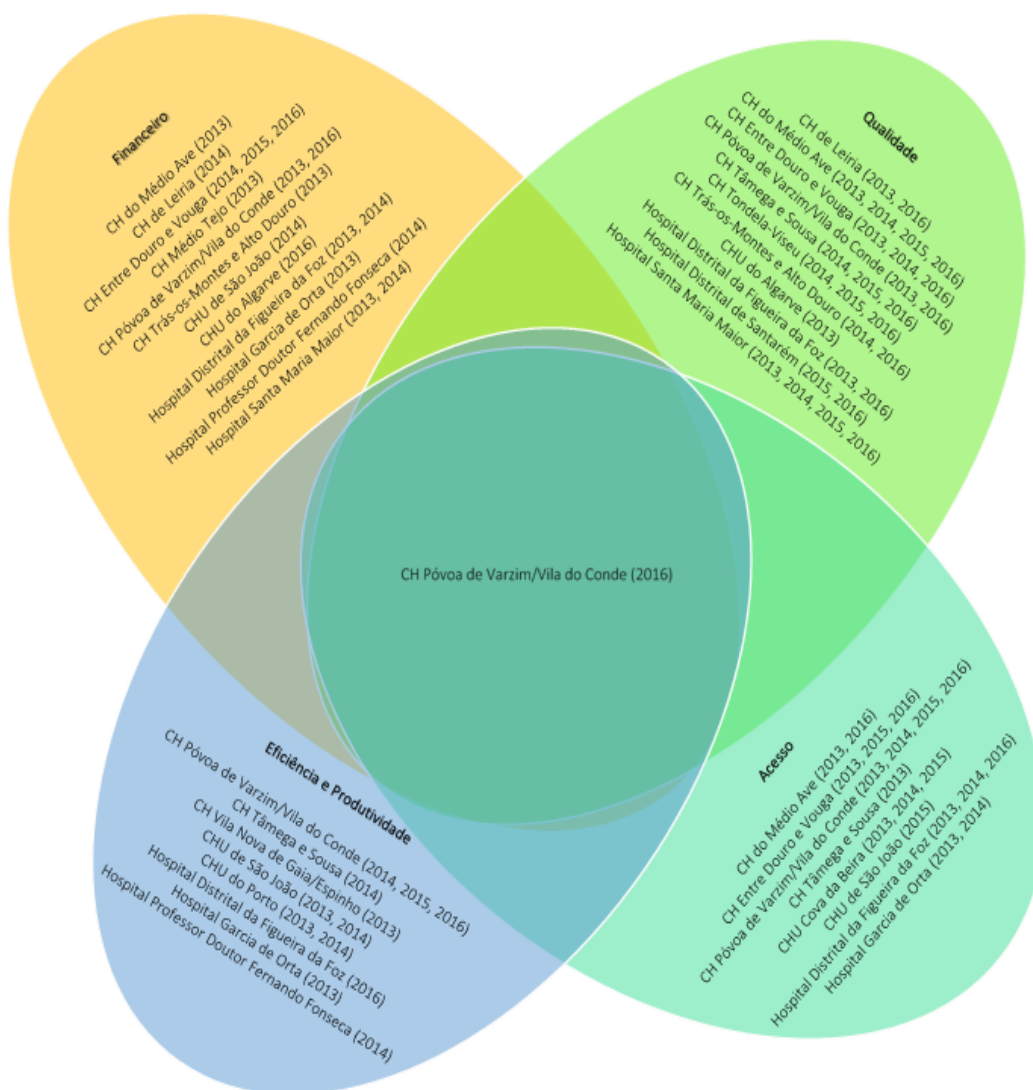 Financeiro
CH do Médio Ave (2013)
CH de Leiria (2014)
CH Entre Douro e Vouga (2014, 2015, 2016)
CH Médio Tejo (2013)
CH Póvoa de Varzim/Vila do Conde (2013, 2016)
CH Trás-os-Montes e Alto Douro (2013)
CHU de São João (2014)
CHU do Algarve (2016)
Hospital Distrital da Figueira da Foz (2013, 2014)
Hospital Garcia de Orta (2013)
Hospital Professor Doutor Fernando Fonseca (2014)
Hospital Santa Maria Maior (2013, 2014)
Qualidade
CH de Leiria (2013, 2016)
CH do Médio Ave (2013, 2014, 2015, 2016)
CH Entre Douro e Vouga (2013, 2014, 2016)
CH Póvoa de Varzim/Vila do Conde (2013, 2016)
CH Tâmega e Sousa (2014, 2015, 2016)
CH Tondela-Viseu (2014, 2015, 2016)
CH Trás-os-Montes e Alto Douro (2014, 2016)
CHU do Algarve (2013)
Hospital Distrital da Figueira da Foz (2013, 2016)
Hospital Distrital de Santarém (2015, 2016)
Hospital Santa Maria Maior (2013, 2014, 2015, 2016)
CH Póvoa de Varzim/Vila do Conde (2016)
Eficiência e Produtividade
CH Póvoa de Varzim/Vila do Conde (2014, 2015, 2016)
CH Tâmega e Sousa (2014)
CH Vila Nova de Gaia/Espinho (2013)
CHU de São João (2013, 2014)
CHU do Porto (2013, 2014)
Hospital Distrital da Figueira da Foz (2016)
Hospital Garcia de Orta (2013)
Hospital Professor Doutor Fernando Fonseca (2014)
Acesso
CH do Médio Ave (2013, 2016)
CH Entre Douro e Vouga (2013, 2015, 2016)
CH Póvoa de Varzim/Vila do Conde (2013, 2014, 2015, 2016)
CH Tâmega e Sousa (2013)
CHU Cova da Beira (2013, 2014, 2015)
CHU de São João (2015)
Hospital Distrital da Figueira da Foz (2013, 2014, 2016)
Hospital Garcia de Orta (2013, 2014)